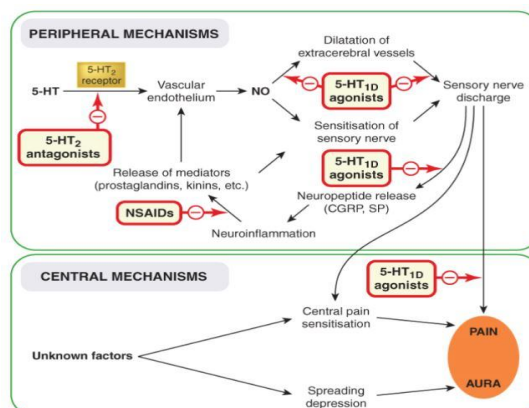 PERIPHERAL MECHANISMS
Dilatation of
extracerebral vessels
5-HT2
receptor
5-HT
Vascular
endothelium
NO
5-HT1D
agonists
Sensory nerve
discharge
5-HT2
antagonists
Sensitisation of
sensory nerve
5-HT1D
agonists
Release of mediators
(prostaglandins, kinins, etc.)
Neuropeptide release
(CGRP, SP)
NSAIDs
Neuroinflammation
CENTRAL MECHANISMS
5-HT1D
agonists
Central pain
sensitisation
PAIN
Unknown factors
AURA
Spreading
depression